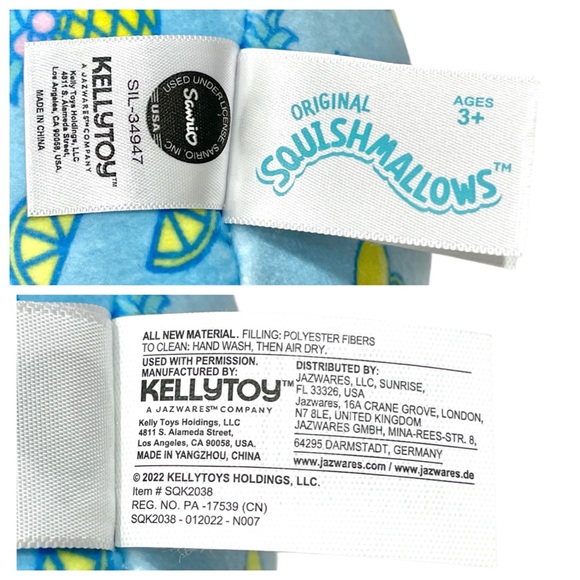 KELLYTOY™
A JAZWARES™ COMPANY
Kelly Toys Holdings, LLC
4811 S. Alameda Street,
Los Angeles, CA 90058, USA.
MADE IN CHINA
SIL-34947
USED UNDER LICENSE SANRIO, INC.
Sanrio
USA
ORIGINAL
SQUISHMALLOWS™
AGES
3+
ALL NEW MATERIAL. FILLING: POLYESTER FIBERS
TO CLEAN: HAND WASH, THEN AIR DRY.
USED WITH PERMISSION.
MANUFACTURED BY:
KELLYTOY™
A JAZWARES™ COMPANY
Kelly Toys Holdings, LLC
4811 S. Alameda Street,
Los Angeles, CA 90058, USA.
MADE IN YANGZHOU, CHINA
DISTRIBUTED BY:
JAZWARES, LLC, SUNRISE,
FL 33326, USA
Jazwares, 16A CRANE GROVE, LONDON,
N7 8LE, UNITED KINGDOM
JAZWARES GMBH, MINA-REES-STR. 8,
64295 DARMSTADT, GERMANY
www.jazwares.com / www.jazwares.de
© 2022 KELLYTOYS HOLDINGS, LLC.
Item # SQK2038
REG. NO. PA -17539 (CN)
SQK2038 - 012022 - N007